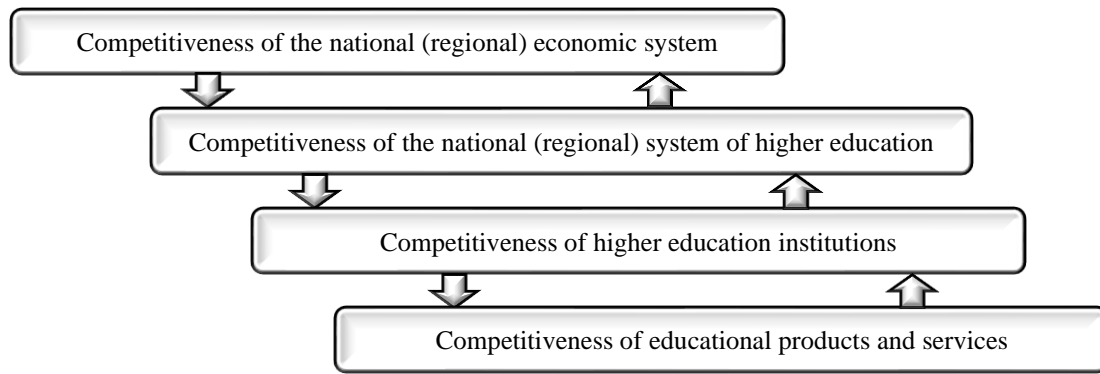 Competitiveness of the national (regional) economic system
Competitiveness of the national (regional) system of higher education
Competitiveness of higher education institutions
Competitiveness of educational products and services